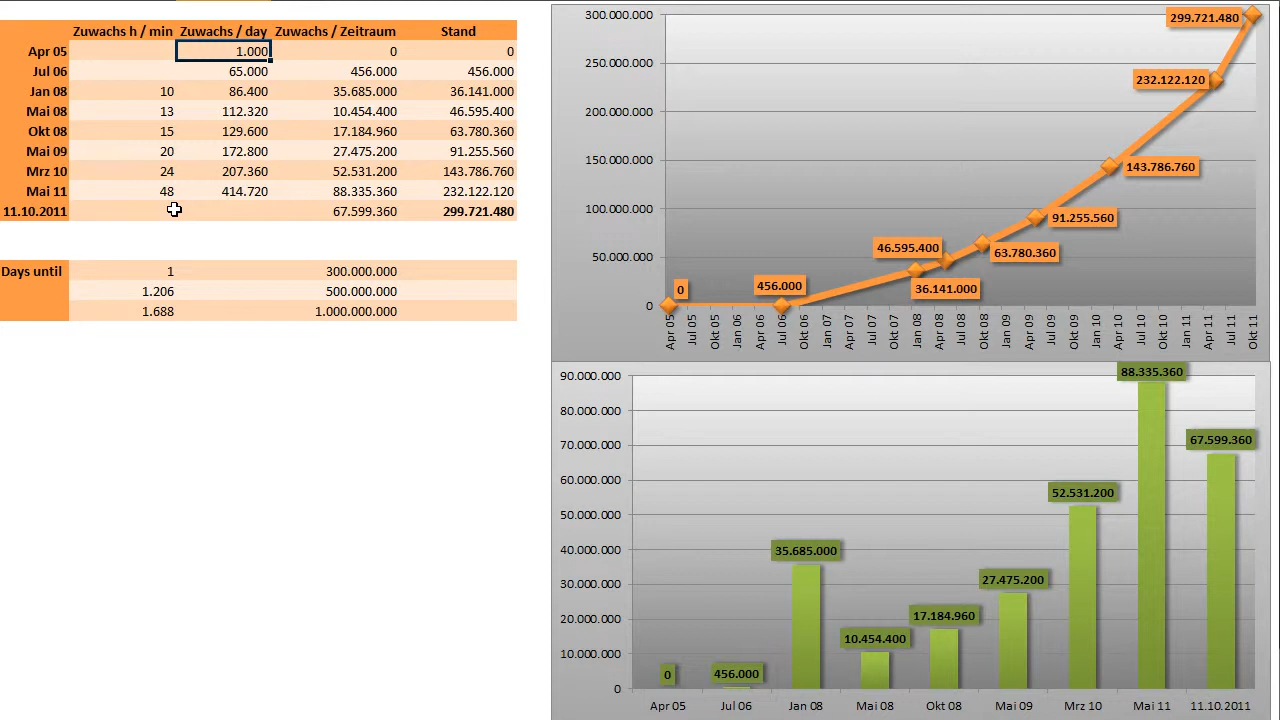 Zuwachs h / min Zuwachs / day Zuwachs / Zeitraum Stand
Apr 05 1.000 0 0
Jul 06 65.000 456.000 456.000
Jan 08 10 86.400 35.685.000 36.141.000
Mai 08 13 112.320 10.454.400 46.595.400
Okt 08 15 129.600 17.184.960 63.780.360
Mai 09 20 172.800 27.475.200 91.255.560
Mrz 10 24 207.360 52.531.200 143.786.760
Mai 11 48 414.720 88.335.360 232.122.120
11.10.2011 67.599.360 299.721.480
Days until 1 300.000.000
1.206 500.000.000
1.688 1.000.000.000
300.000.000
250.000.000
200.000.000
150.000.000
100.000.000
50.000.000
0
299.721.480
232.122.120
143.786.760
91.255.560
46.595.400
63.780.360
456.000
36.141.000
0
Apr 05 Jul 05 Okt 05 Jan 06 Apr 06 Jul 06 Okt 06 Jan 07 Apr 07 Jul 07 Okt 07 Jan 08 Apr 08 Jul 08 Okt 08 Jan 09 Apr 09 Jul 09 Okt 09 Jan 10 Apr 10 Jul 10 Okt 10 Jan 11 Apr 11 Jul 11 Okt 11
90.000.000
80.000.000
70.000.000
60.000.000
50.000.000
40.000.000
30.000.000
20.000.000
10.000.000
0
88.335.360
67.599.360
52.531.200
35.685.000
27.475.200
17.184.960
10.454.400
456.000
0
Apr 05 Jul 06 Jan 08 Mai 08 Okt 08 Mai 09 Mrz 10 Mai 11 11.10.2011